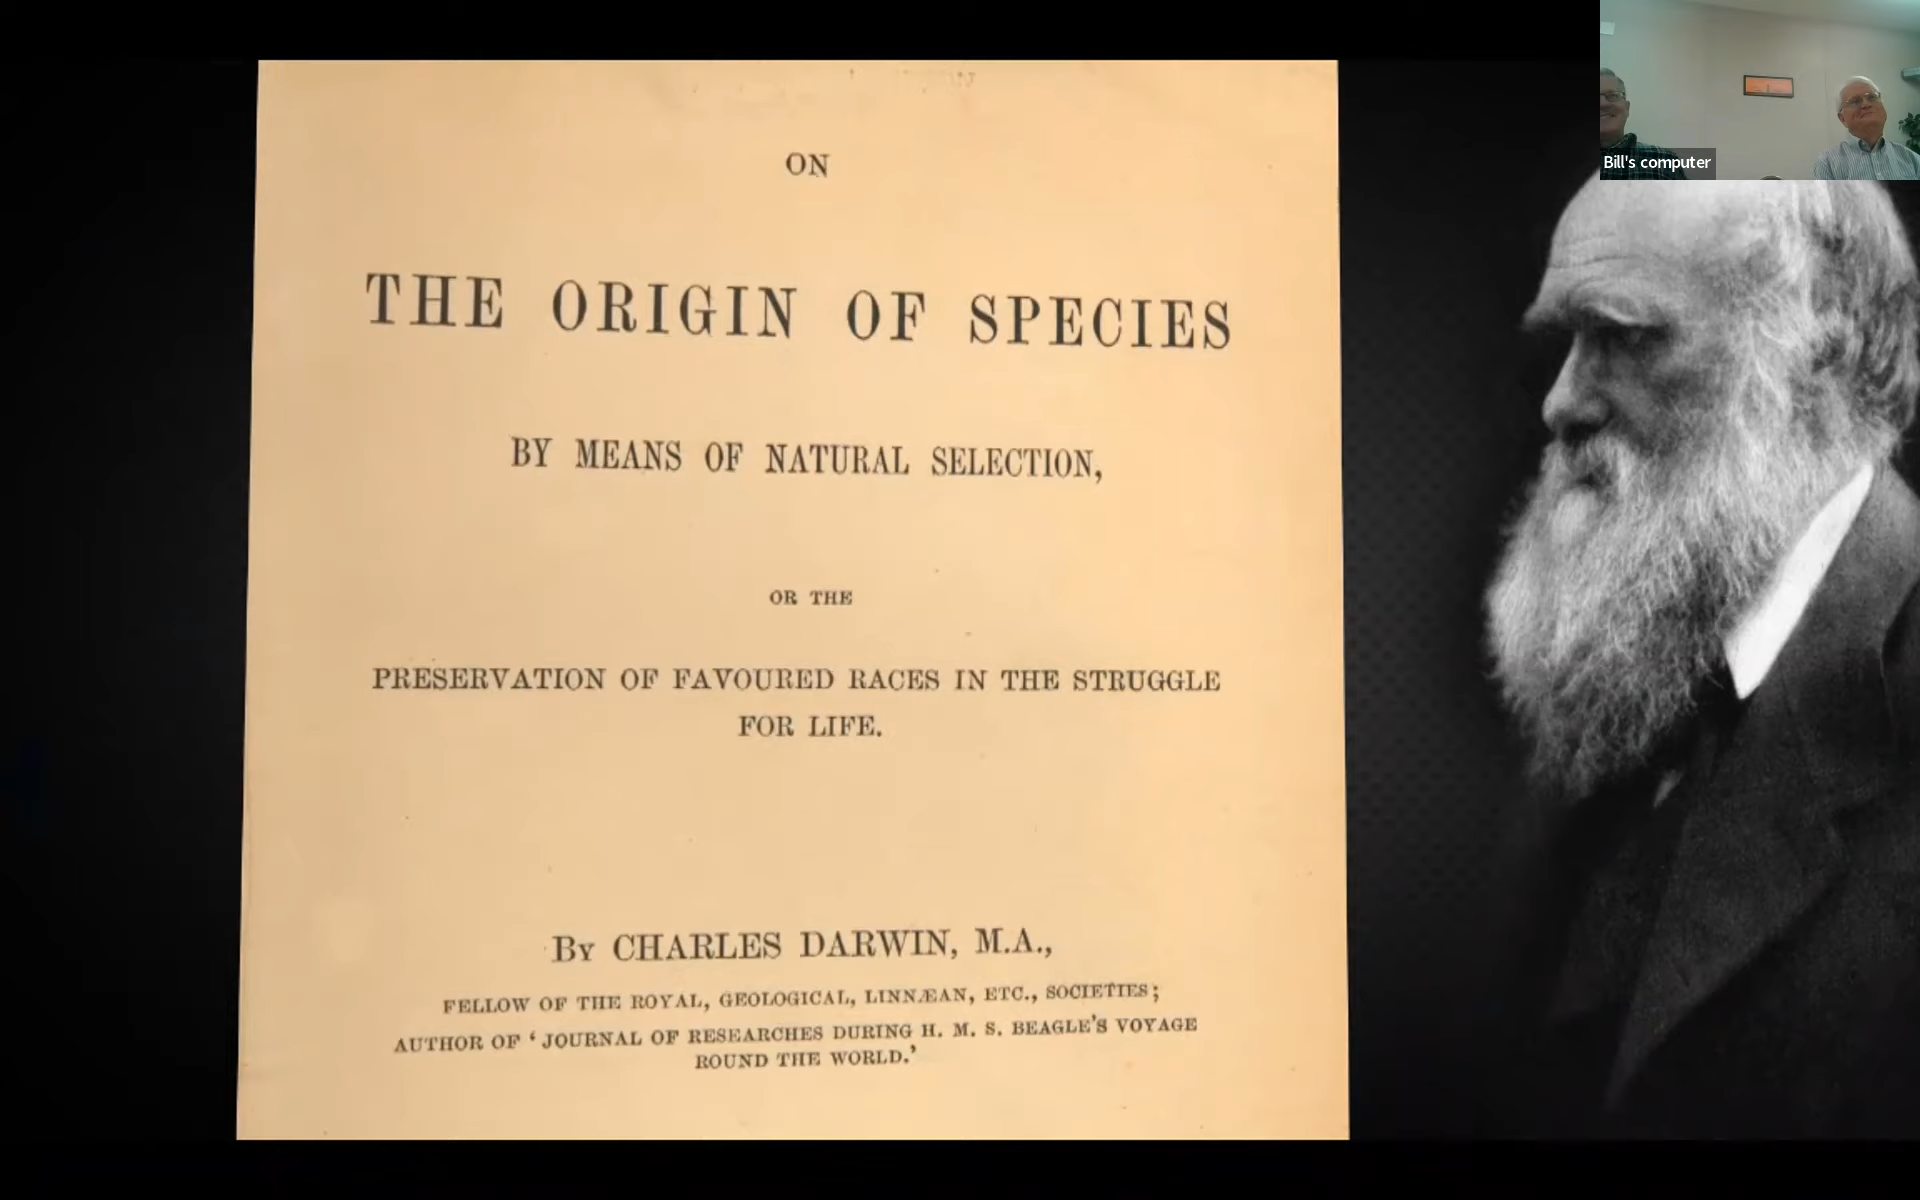 ON
THE ORIGIN OF SPECIES
BY MEANS OF NATURAL SELECTION,
OR THE
PRESERVATION OF FAVOURED RACES IN THE STRUGGLE
FOR LIFE.
BY CHARLES DARWIN, M.A.,
FELLOW OF THE ROYAL, GEOLOGICAL, LINNÆAN, ETC., SOCIETIES;
AUTHOR OF ‘JOURNAL OF RESEARCHES DURING H. M. S. BEAGLE’S VOYAGE
ROUND THE WORLD.’
Bill's computer